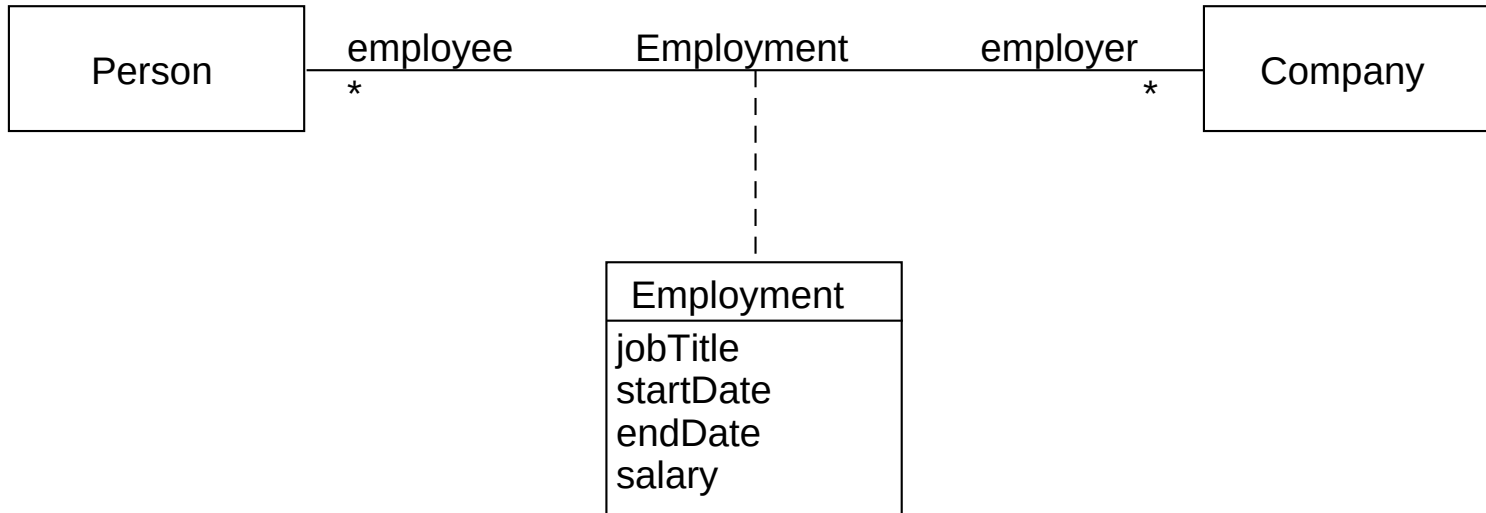 Person
employee
Employment
employer
Company
*
*
Employment
jobTitle
startDate
endDate
salary